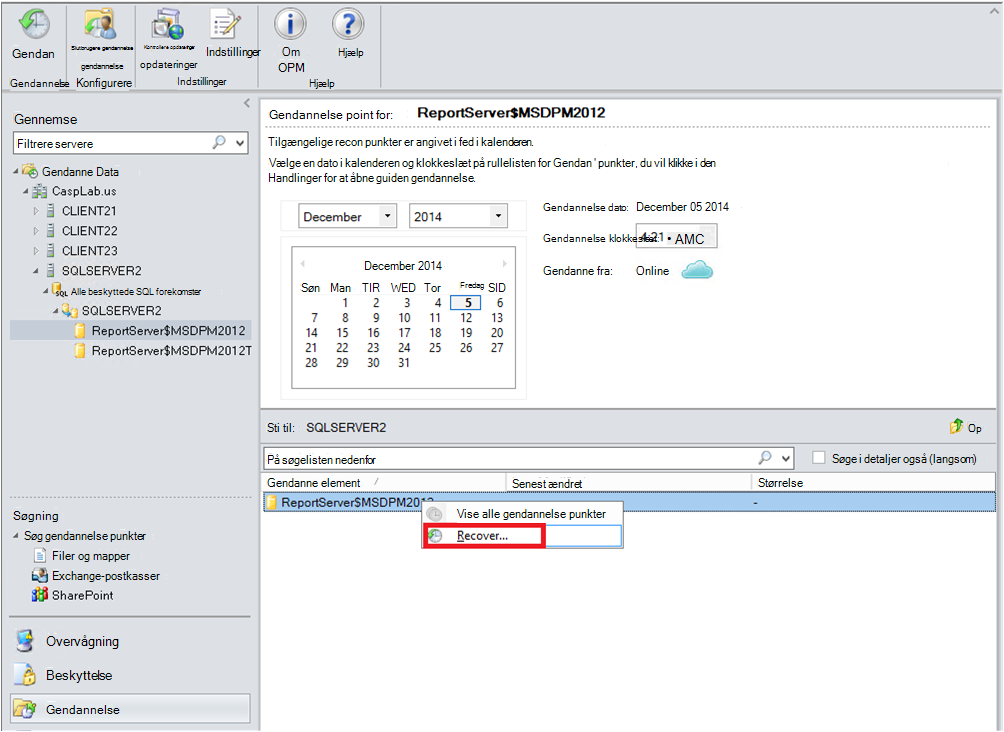 Gendan
Slutbrugere gendannelse
gendannelse
Kontrollere opdateringer
opdateringer
Indstillinger
Om
OPM
Hjælp
Gendannelse
Konfigurere
Indstillinger
Hjælp
Gennemse
Filtrere servere
Gendanne Data
CaspLab.us
CLIENT21
CLIENT22
CLIENT23
SQLSERVER2
Alle beskyttede SQL forekomster
SQLSERVER2
ReportServer$MSDPM2012
ReportServer$MSDPM2012T
Søgning
Søg gendannelse punkter
Filer og mapper
Exchange-postkasser
SharePoint
Overvågning
Beskyttelse
Gendannelse
Gendannelse point for: ReportServer$MSDPM2012
Tilgængelige recon punkter er angivet i fed i kalenderen.
Vælge en dato i kalenderen og klokkeslæt på rullelisten for Gendan ' punkter, du vil klikke i den
Handlinger for at åbne guiden gendannelse.
December 2014
December 2014
Søn Man TIR WED Tor Fredag SID
1 2 3 4 5 6
7 8 9 10 11 12 13
14 15 16 17 18 19 20
21 22 23 24 25 26 27
28 29 30 31
Gendannelse dato: December 05 2014
Gendannelse klokkeslæt: 4:21 • AMC
Gendanne fra: Online
Sti til: SQLSERVER2
Op
På søgelisten nedenfor
Søge i detaljer også (langsom)
Gendanne element / Senest ændret Størrelse
ReportServer$MSDPM2012 -
Vise alle gendannelse punkter
Recover...